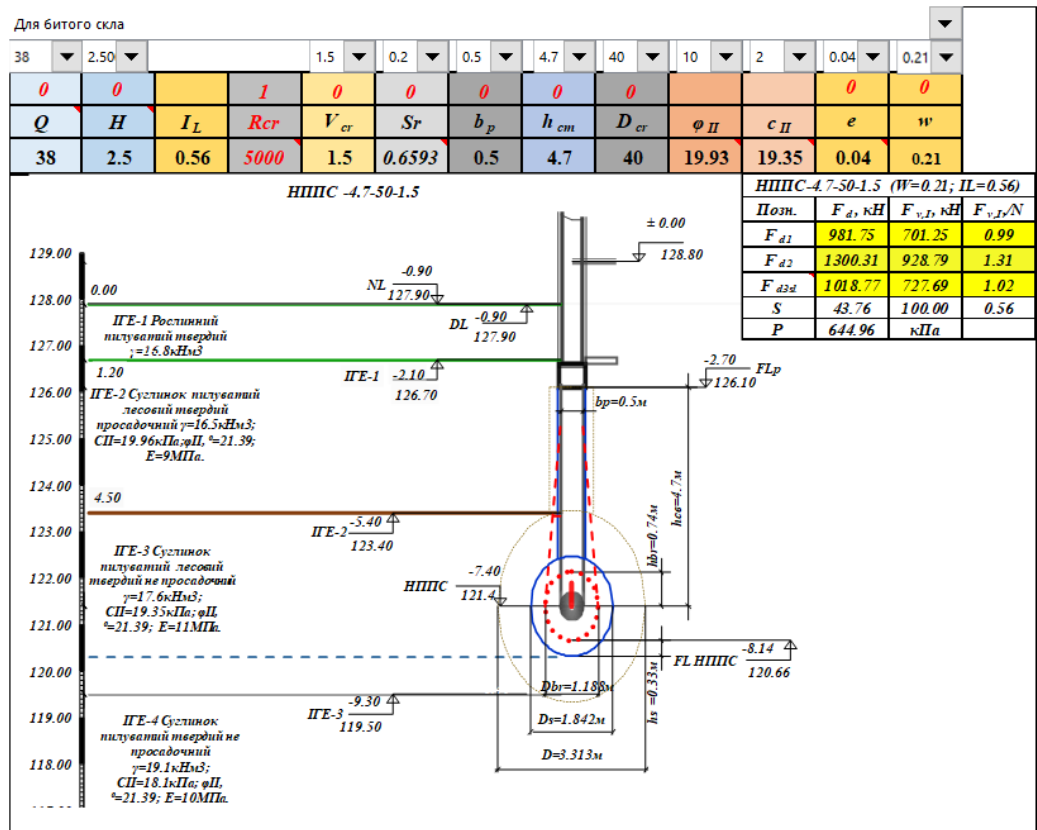 Для битого скла
38 2.50 1.5 0.2 0.5 4.7 40 10 2 0.04 0.21
0 0 1 0 0 0 0 0 0 0
Q H I L Rcr V cr Sr b p h cm D cr φ II c II e w
38 2.5 0.56 5000 1.5 0.6593 0.5 4.7 40 19.93 19.35 0.04 0.21
НППС -4.7-50-1.5
НППС-4.7-50-1.5 (W=0.21; IL=0.56)
Позн. F d, кН F v,I, кН F v,I/N
F d1 981.75 701.25 0.99
F d2 1300.31 928.79 1.31
F d3sl 1018.77 727.69 1.02
S 43.76 100.00 0.56
P 644.96 кПа
± 0.00
128.80
129.00
128.00
127.00
126.00
125.00
124.00
123.00
122.00
121.00
120.00
119.00
118.00
0.00
NL -0.90
127.90
DL -0.90
127.90
ІГЕ-1 Рослинний
пилуватий твердий
γ=16.8кНм3
1.20
ІГЕ-1 -2.10
126.70
-2.70 FLp
126.10
ІГЕ-2 Суглинок пилуватий
лесовий твердий
просадочний γ=16.5кНм3;
СІІ=19.96кПа;φІІ, º=21.39;
Е=9МПа.
bp=0.5м
hсв=4.7м
4.50
ІГЕ-2 -5.40
123.40
hbr=0.74м
ІГЕ-3 Суглинок
пилуватий лесовий
твердий не просадочний
γ=17.6кНм3;
СІІ=19.35кПа; φІІ,
º=21.39; Е=11МПа.
НППС -7.40
121.4
-8.14
FL НППС 120.66
hs =0.33м
Dbr=1.188м
Ds=1.842м
D=3.313м
ІГЕ-3 -9.30
119.50
ІГЕ-4 Суглинок
пилуватий твердий не
просадочний
γ=19.1кНм3;
СІІ=18.1кПа; φІІ,
º=21.39; Е=10МПа.